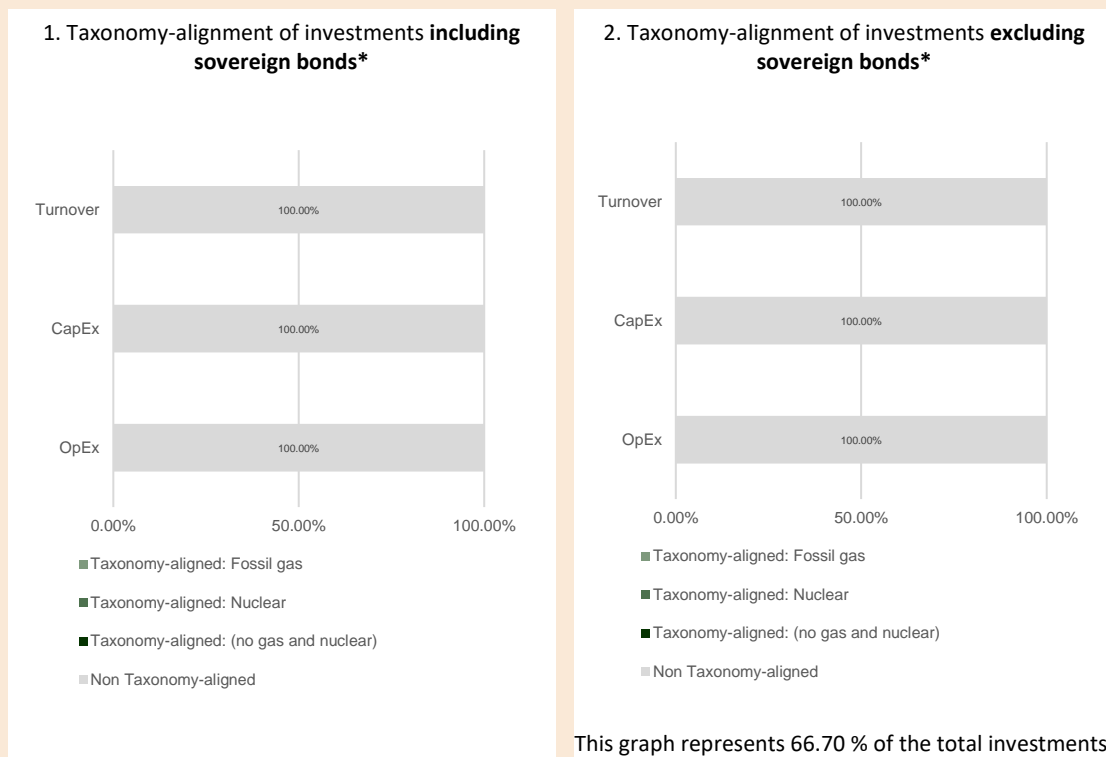 1. Taxonomy-alignment of investments including
sovereign bonds*
Turnover
100.00%
CapEx
100.00%
OpEx
100.00%
0.00%
50.00%
100.00%
Taxonomy-aligned: Fossil gas
Taxonomy-aligned: Nuclear
Taxonomy-aligned: (no gas and nuclear)
Non Taxonomy-aligned
2. Taxonomy-alignment of investments excluding
sovereign bonds*
Turnover
100.00%
CapEx
100.00%
OpEx
100.00%
0.00%
50.00%
100.00%
Taxonomy-aligned: Fossil gas
Taxonomy-aligned: Nuclear
Taxonomy-aligned: (no gas and nuclear)
Non Taxonomy-aligned
This graph represents 66.70 % of the total investments